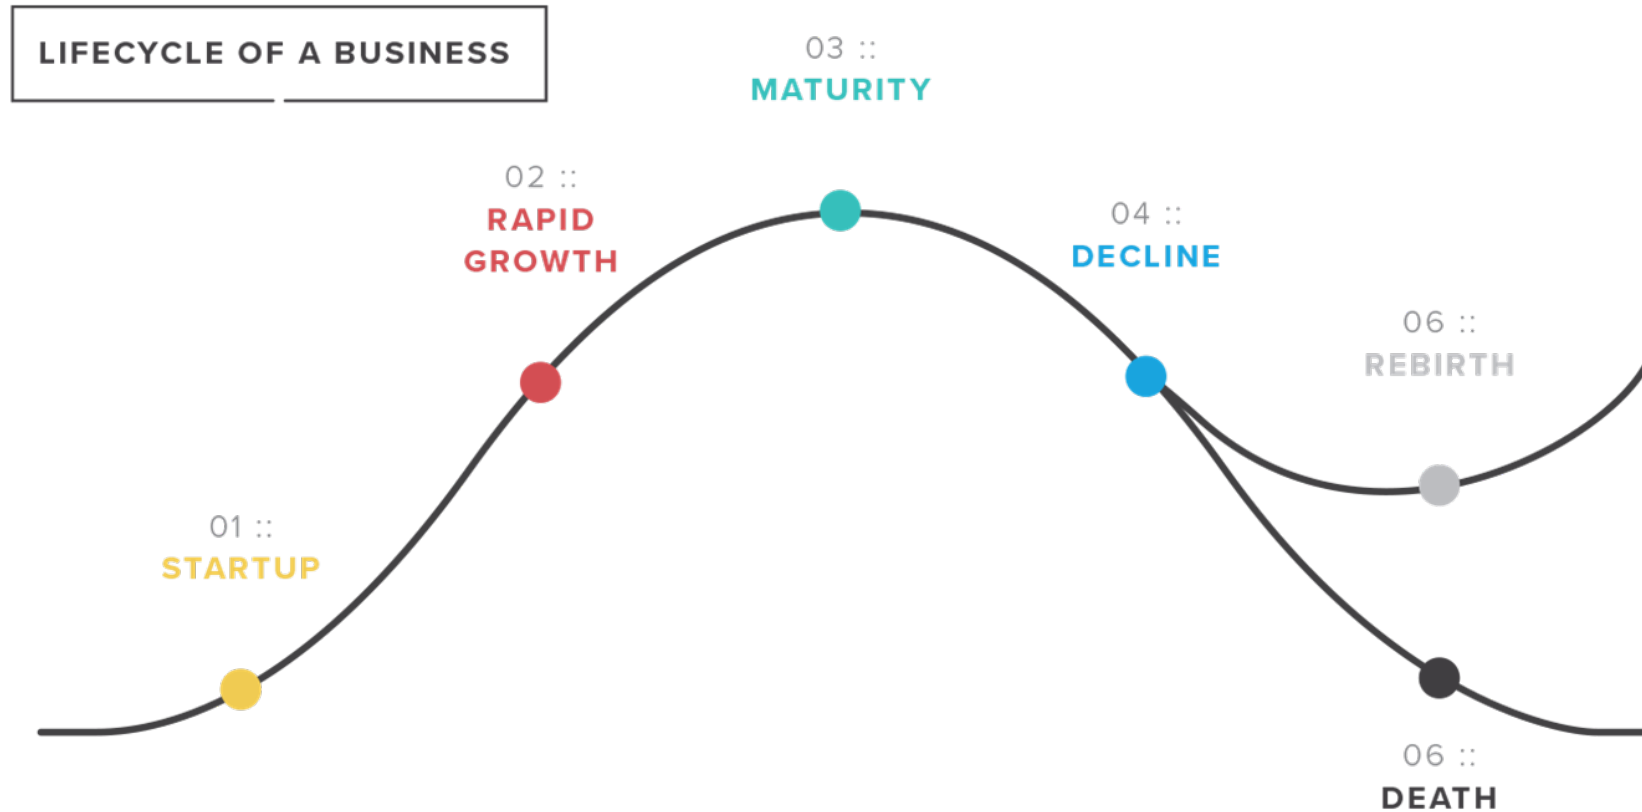 LIFECYCLE OF A BUSINESS
03 ::
MATURITY
02 ::
RAPID
GROWTH
04 ::
DECLINE
06 ::
REBIRTH
01 ::
STARTUP
06 ::
DEATH